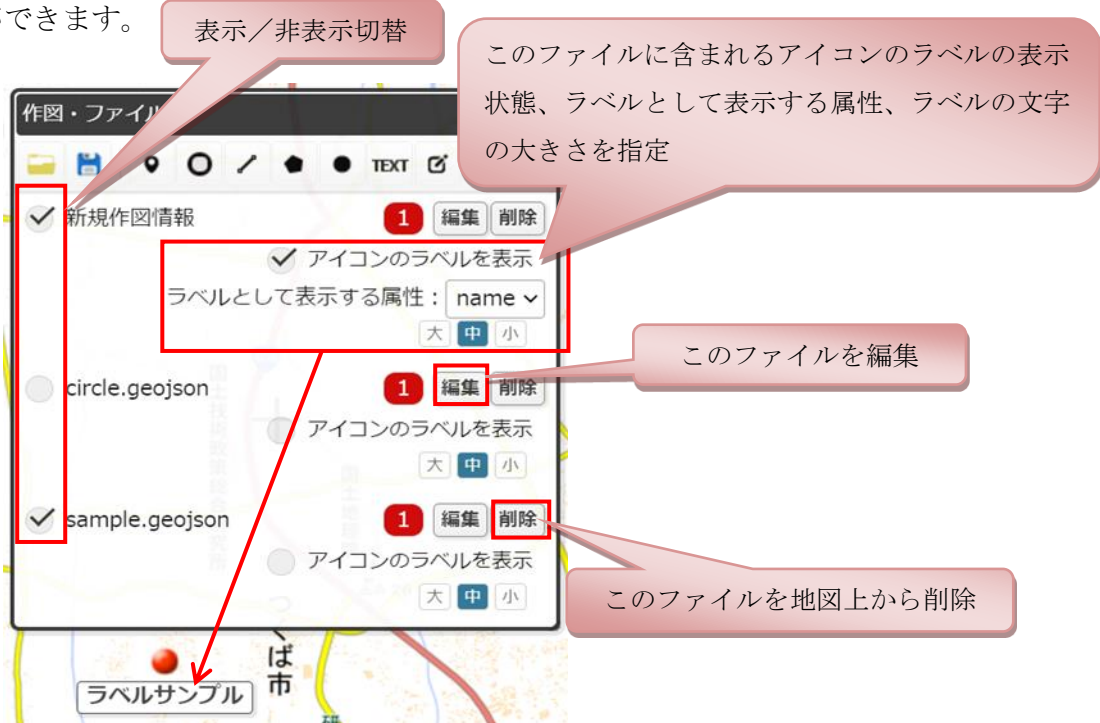 できます。
表示／非表示切替
このファイルに含まれるアイコンのラベルの表示
状態、ラベルとして表示する属性、ラベルの文字
の大きさを指定
作図・ファイル
TEXT
新規作図情報
1 編集 削除
アイコンのラベルを表示
ラベルとして表示する属性： name
大 中 小
このファイルを編集
circle.geojson
1 編集 削除
アイコンのラベルを表示
大 中 小
sample.geojson
1 編集 削除
アイコンのラベルを表示
大 中 小
このファイルを地図上から削除
つくば市
ラベルサンプル